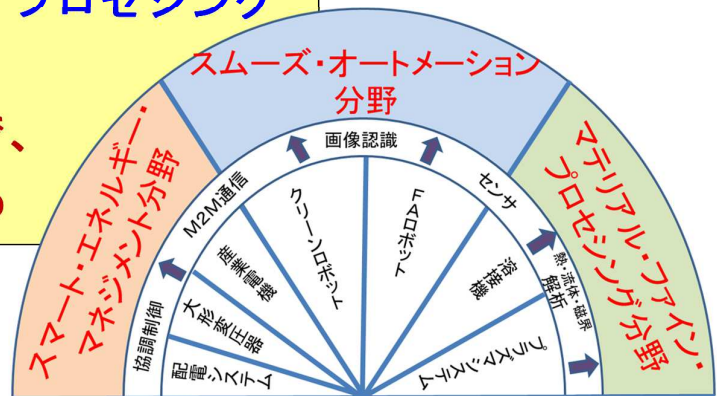 プロセシング
、
スムーズ・オートメーション
分野
スマート・エネルギー・
マネジメント分野
マテリアル・ファイン・
プロセシング分野
画像認識
M2M通信
センサ
協調制御
熱・流体・磁界
解析
クリーンロボット
FAロボット
産業電機
溶接機
大形変圧器
配電システム
プラズマシステム